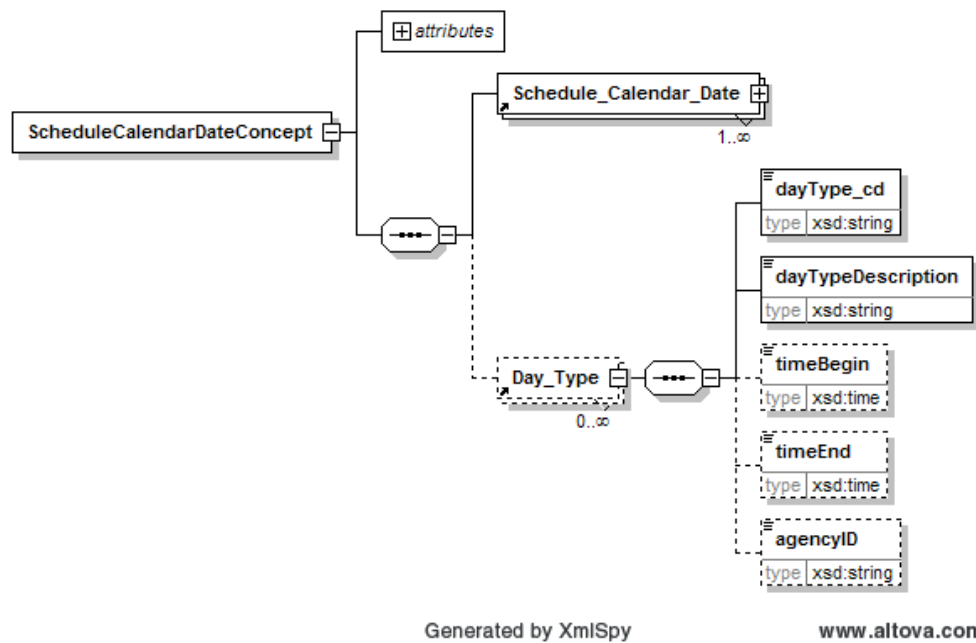 attributes
Schedule_Calendar_Date
ScheduleCalendarDateConcept
1..∞
dayType_cd
type xsd:string
dayTypeDescription
type xsd:string
Day_Type
0..∞
timeBegin
type xsd:time
timeEnd
type xsd:time
agencyID
type xsd:string
Generated by XmlSpy www.altova.com